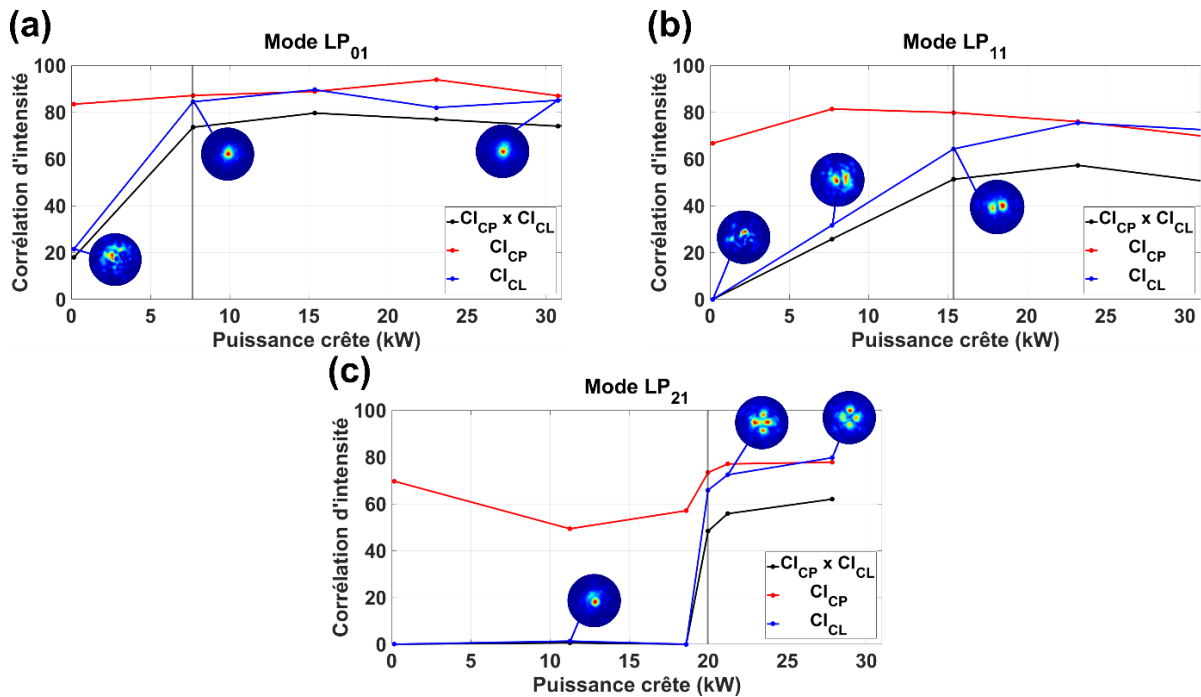 (a)
Mode LP01
Corrélation d'intensité
100
80
60
40
20
0
CICP x CICL
CICP
CICL
0 5 10 15 20 25 30
Puissance crête (kW)
(b)
Mode LP11
Corrélation d'intensité
100
80
60
40
20
0
CICP x CICL
CICP
CICL
0 5 10 15 20 25 30
Puissance crête (kW)
(c)
Mode LP21
Corrélation d'intensité
100
80
60
40
20
0
CICP x CICL
CICP
CICL
0 5 10 15 20 25 30
Puissance crête (kW)